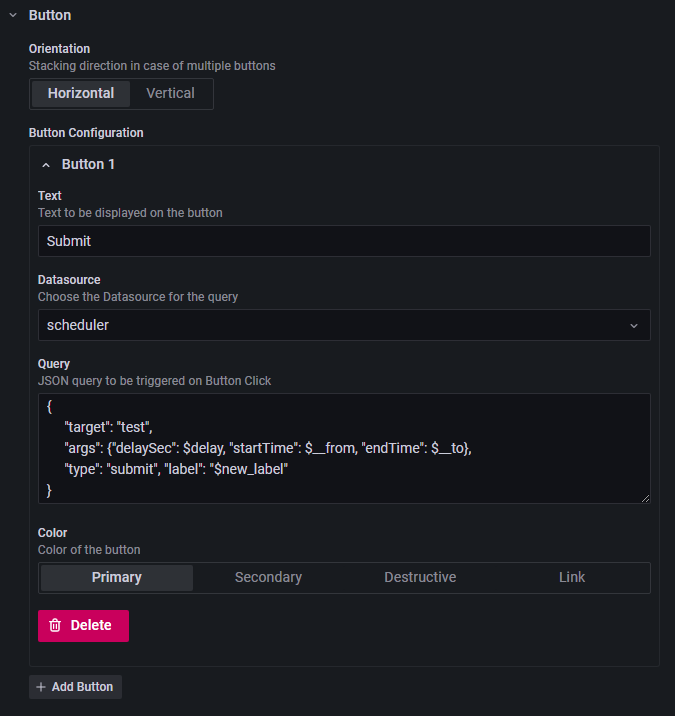 Button
Orientation
Stacking direction in case of multiple buttons
Horizontal Vertical
Button Configuration
Button 1
Text
Text to be displayed on the button
Submit
Datasource
Choose the Datasource for the query
scheduler
Query
JSON query to be triggered on Button Click
{
"target": "test",
"args": {"delaySec": $delay, "startTime": $__from, "endTime": $__to},
"type": "submit", "label": "$new_label"
}
Color
Color of the button
Primary Secondary Destructive Link
Delete
+ Add Button